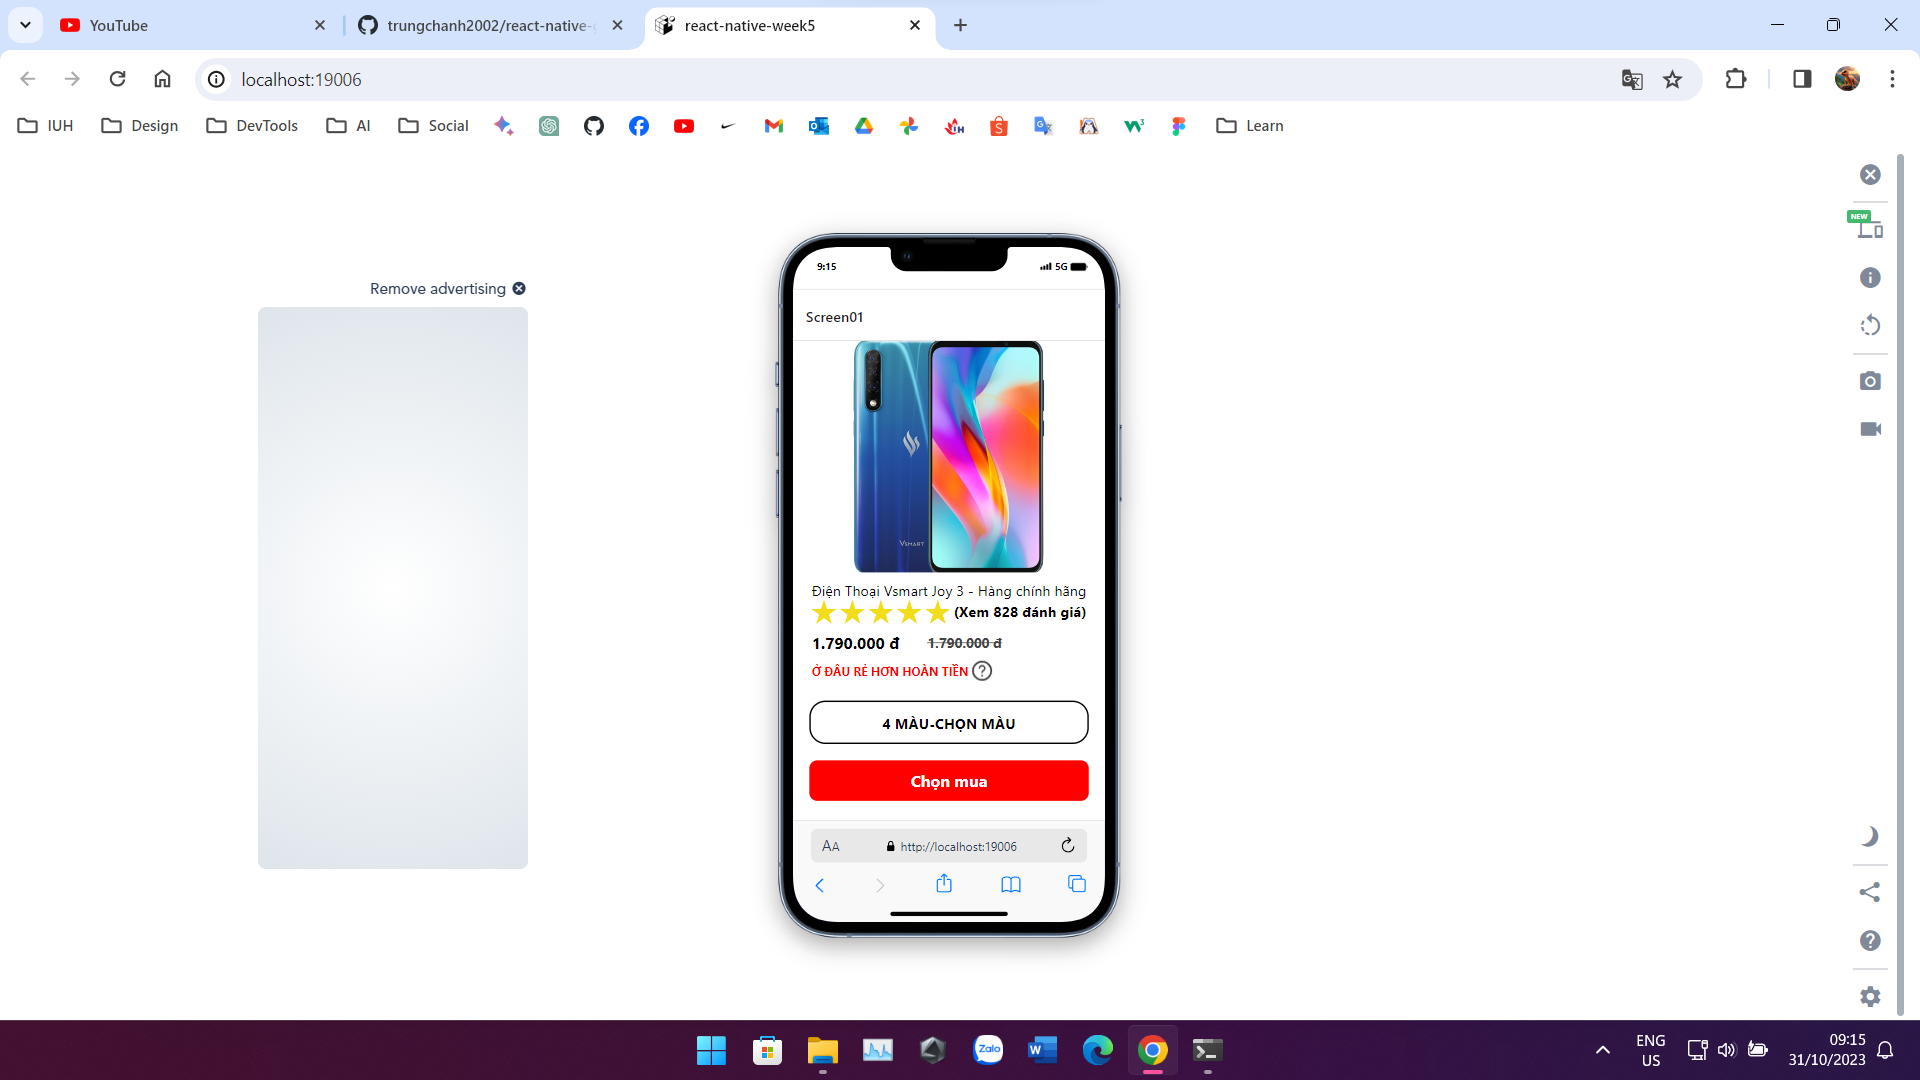 YouTube
trungchanh2002/react-native-
react-native-week5
localhost:19006
IUH
Design
DevTools
AI
Social
Learn
NEW
Remove advertising
9:15
5G
Screen01
VSMART
Điện Thoại Vsmart Joy 3 - Hàng chính hãng
(Xem 828 đánh giá)
1.790.000 đ
1.790.000 đ
Ở ĐÂU RẺ HƠN HOÀN TIỀN ?
4 MÀU-CHỌN MÀU
Chọn mua
AA
http://localhost:19006
Zalo
ENG
US
09:15
31/10/2023